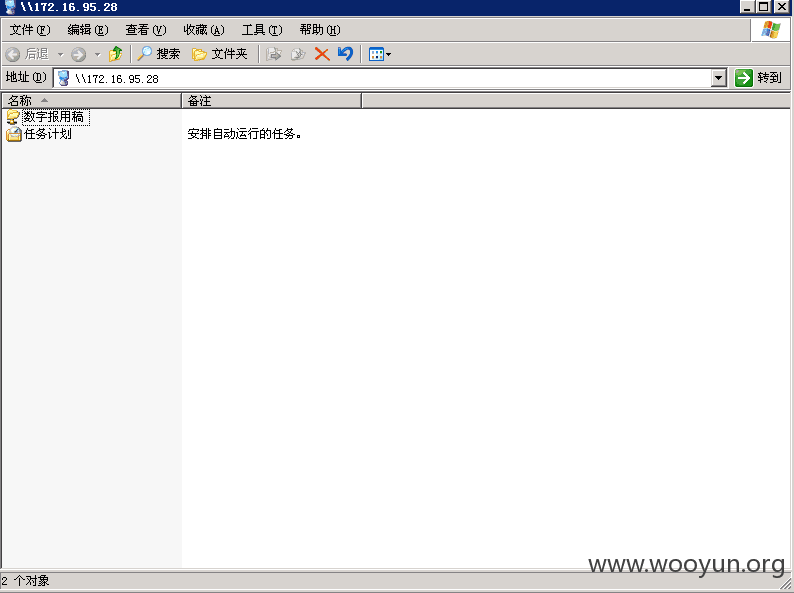 \\172.16.95.28
文件(F) 编辑(E) 查看(V) 收藏(A) 工具(T) 帮助(H)
后退 搜索 文件夹
地址(D) \\172.16.95.28 转到
名称 备注
数字报用稿
任务计划 安排自动运行的任务。
www.wooyun.org
2 个对象